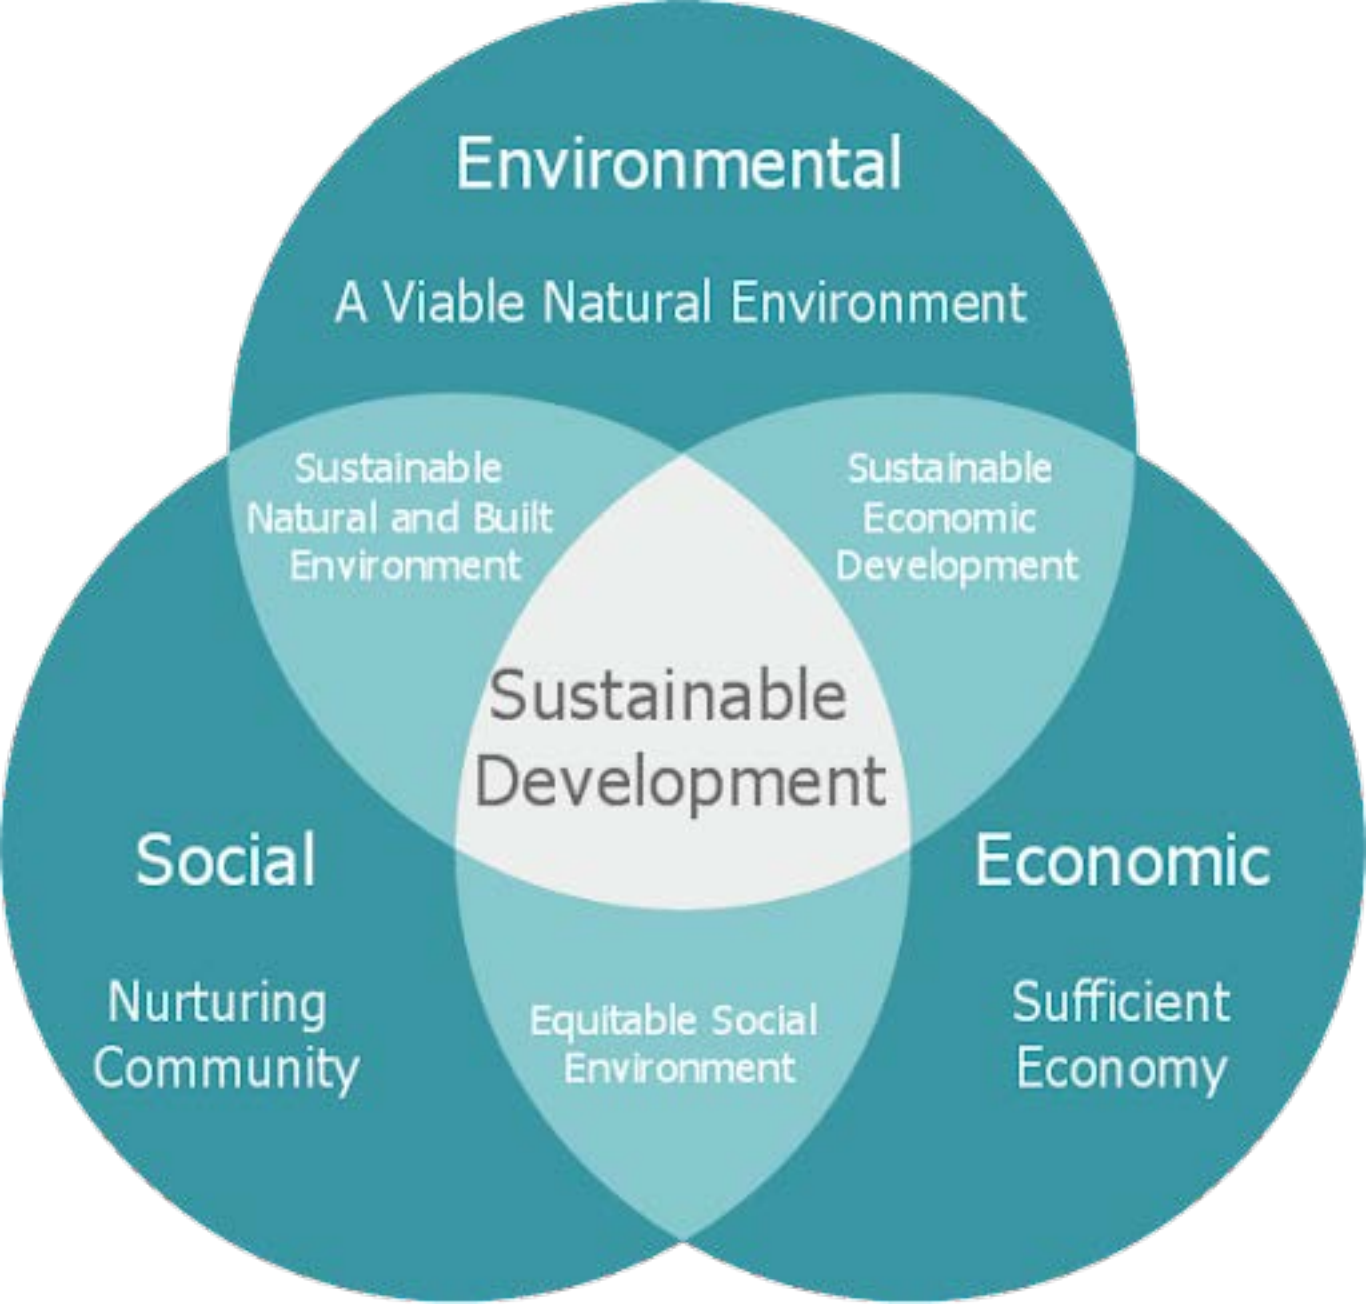 Environmental
A Viable Natural Environment
Sustainable
Natural and Built
Environment
Sustainable
Economic
Development
Sustainable
Development
Social
Nurturing
Community
Economic
Sufficient
Economy
Equitable Social
Environment